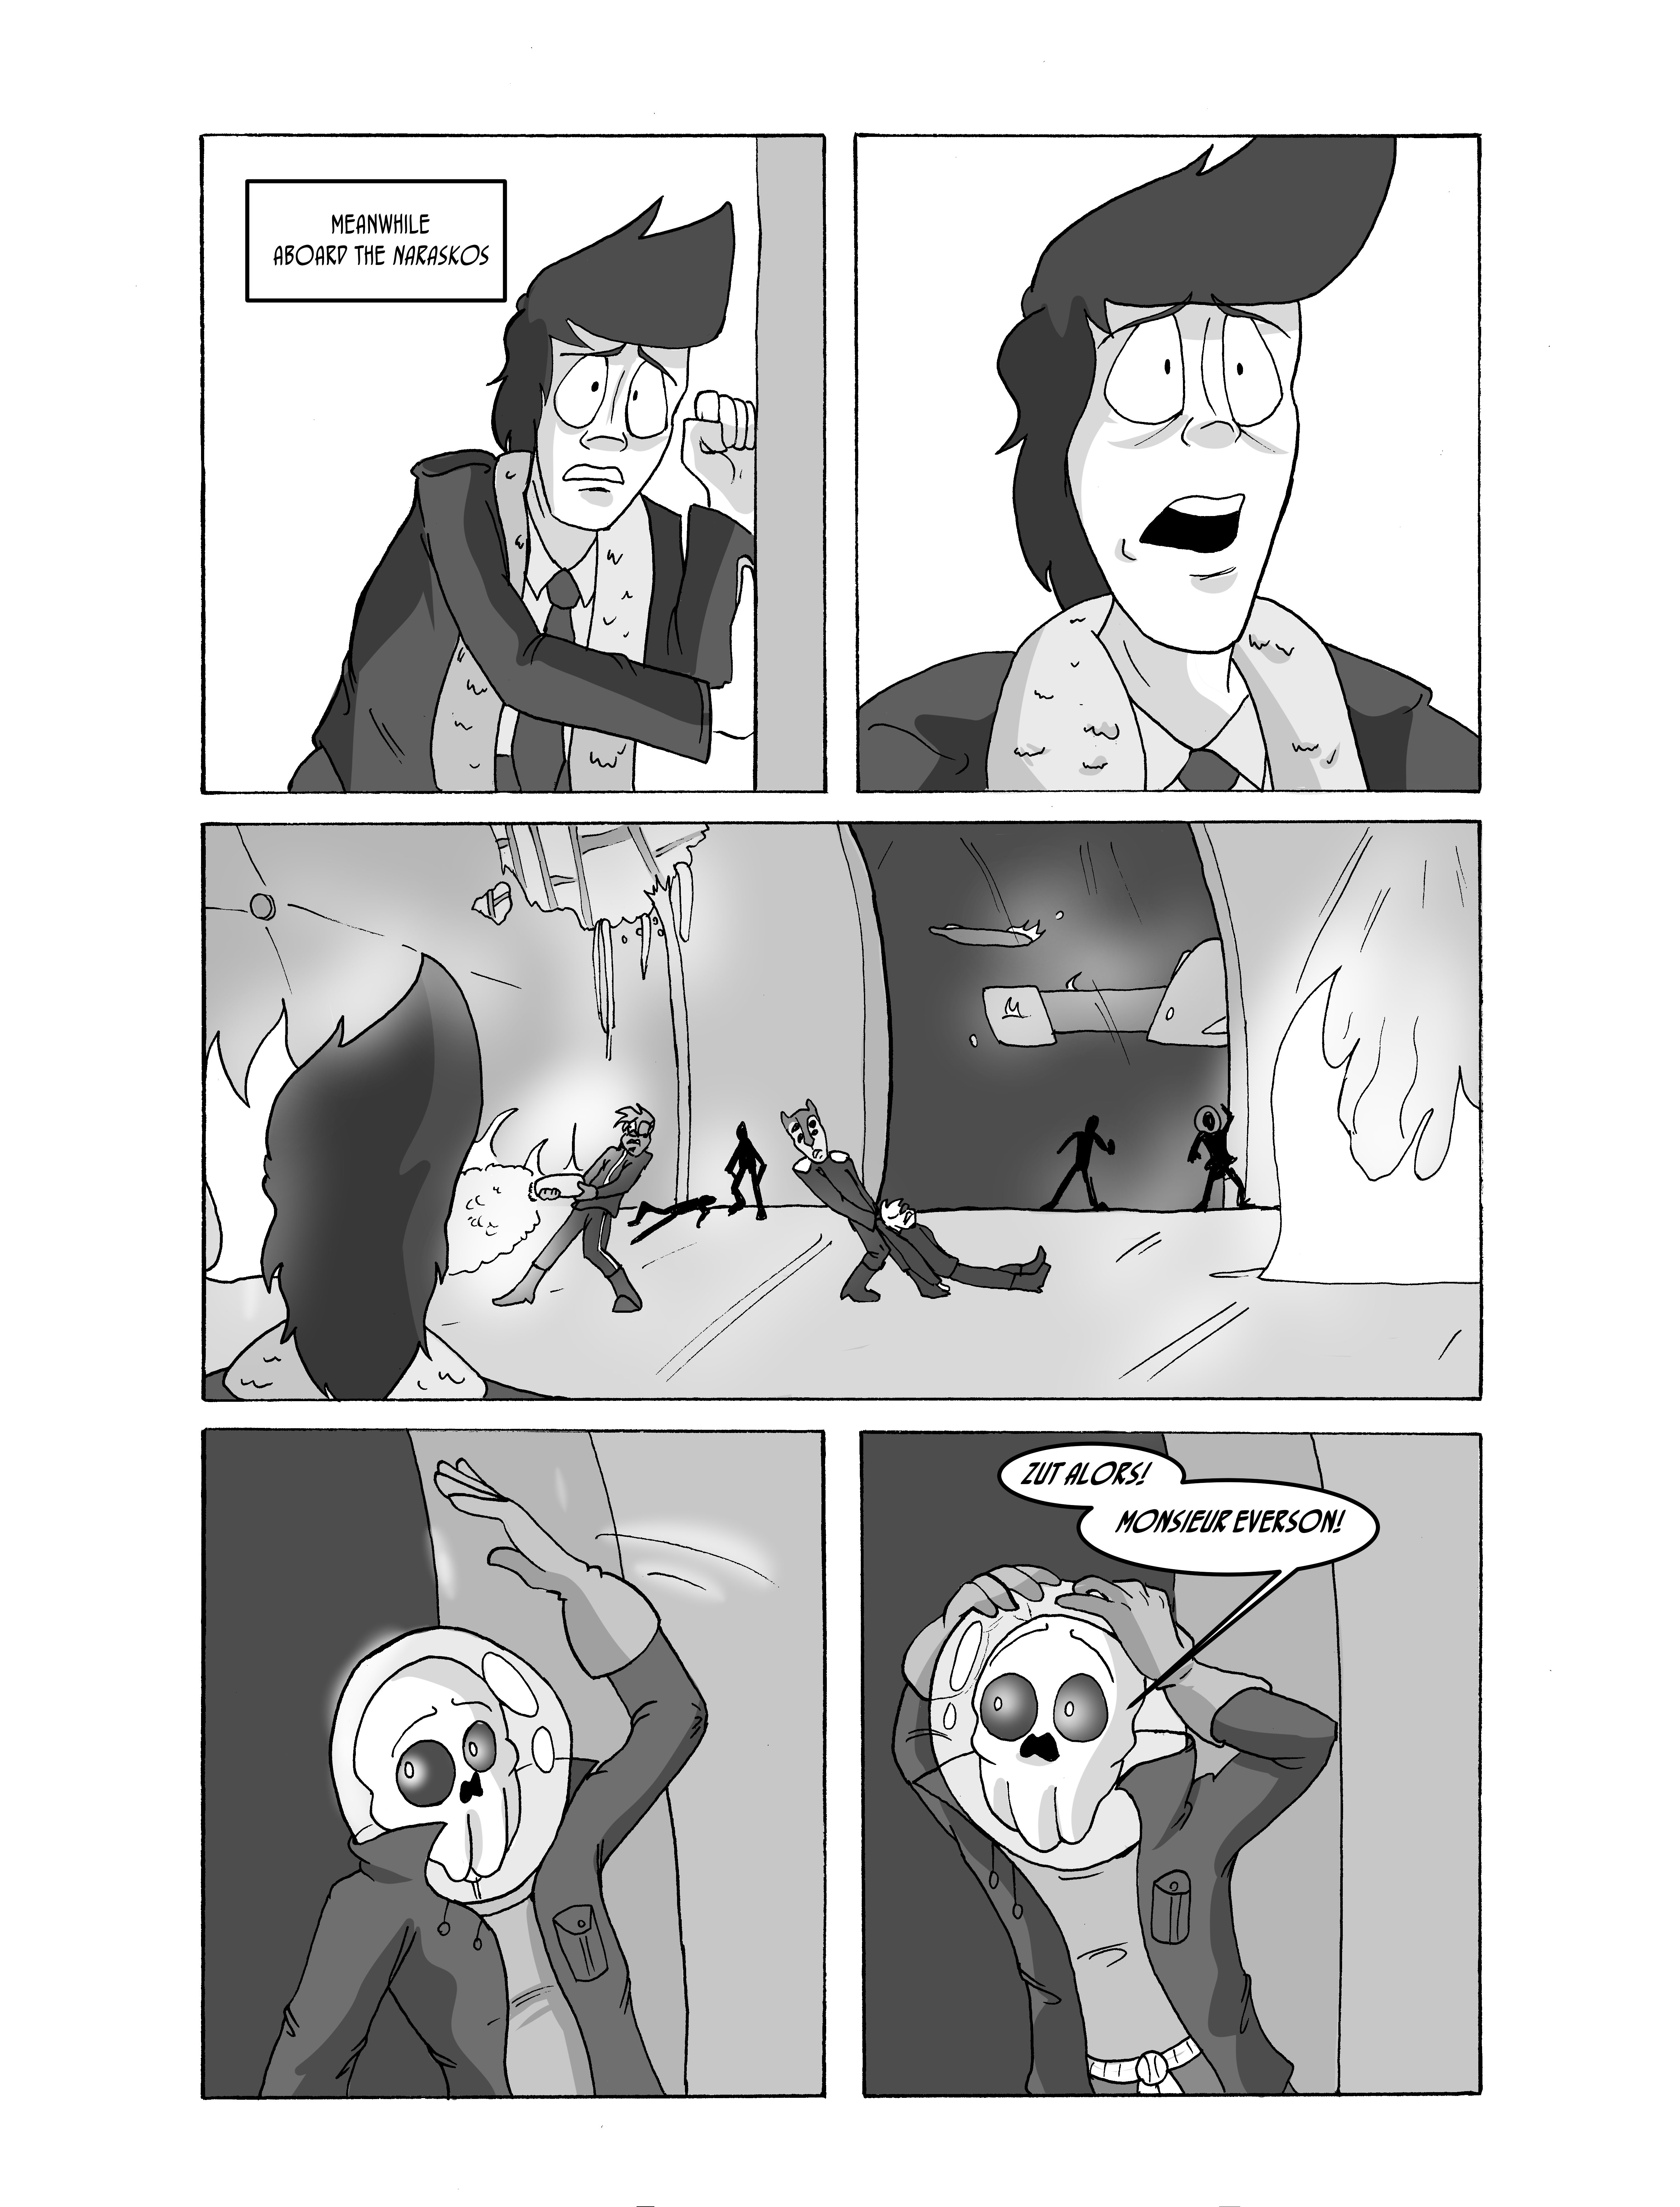 MEANWHILE
ABOARD THE NARASKOS
ZUT ALORS!
MONSIEUR EVERSON!